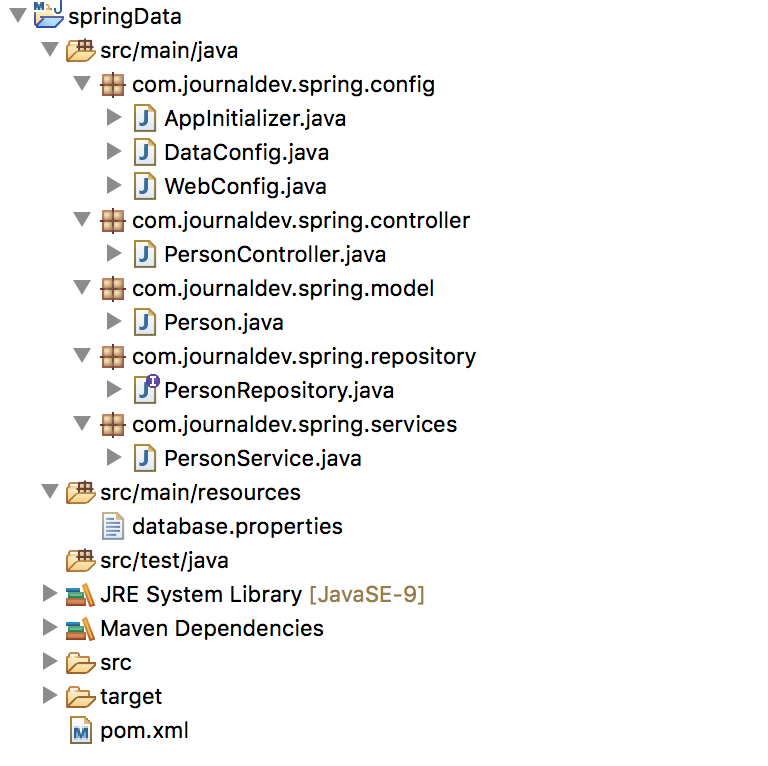 springData
src/main/java
com.journaldev.spring.config
AppInitializer.java
DataConfig.java
WebConfig.java
com.journaldev.spring.controller
PersonController.java
com.journaldev.spring.model
Person.java
com.journaldev.spring.repository
PersonRepository.java
com.journaldev.spring.services
PersonService.java
src/main/resources
database.properties
src/test/java
JRE System Library [JavaSE-9]
Maven Dependencies
src
target
pom.xml